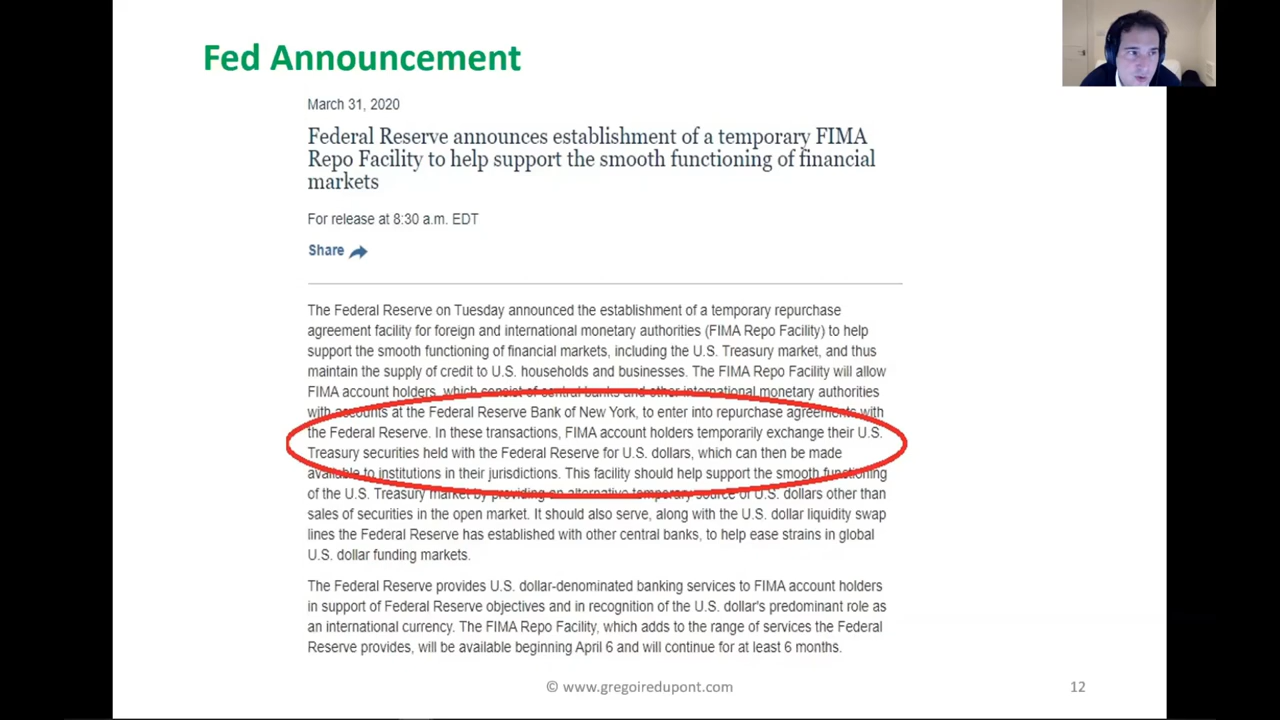 Fed Announcement
March 31, 2020
Federal Reserve announces establishment of a temporary FIMA
Repo Facility to help support the smooth functioning of financial
markets
For release at 8:30 a.m. EDT
Share
The Federal Reserve on Tuesday announced the establishment of a temporary repurchase
agreement facility for foreign and international monetary authorities (FIMA Repo Facility) to help
support the smooth functioning of financial markets, including the U.S. Treasury market, and thus
maintain the supply of credit to U.S. households and businesses. The FIMA Repo Facility will allow
FIMA account holders, which consist of central banks and other international monetary authorities
with accounts at the Federal Reserve Bank of New York, to enter into repurchase agreements with
the Federal Reserve. In these transactions, FIMA account holders temporarily exchange their U.S.
Treasury securities held with the Federal Reserve for U.S. dollars, which can then be made
available to institutions in their jurisdictions. This facility should help support the smooth functioning
of the U.S. Treasury market by providing an alternative temporary source of U.S. dollars other than
sales of securities in the open market. It should also serve, along with the U.S. dollar liquidity swap
lines the Federal Reserve has established with other central banks, to help ease strains in global
U.S. dollar funding markets.
The Federal Reserve provides U.S. dollar-denominated banking services to FIMA account holders
in support of Federal Reserve objectives and in recognition of the U.S. dollar's predominant role as
an international currency. The FIMA Repo Facility, which adds to the range of services the Federal
Reserve provides, will be available beginning April 6 and will continue for at least 6 months.
© www.gregoiredupont.com
12